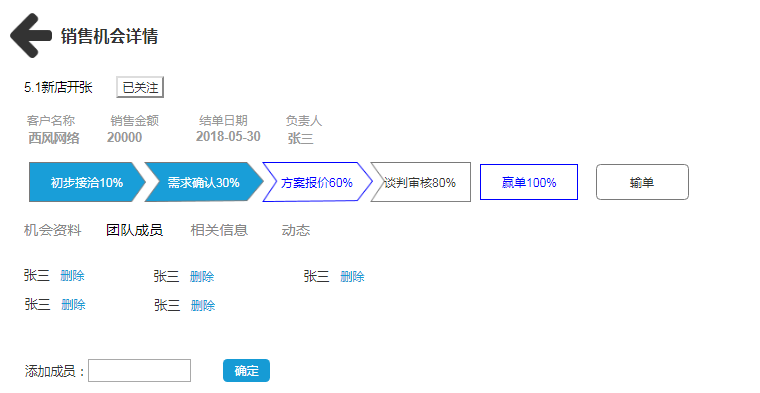 销售机会详情
5.1新店开张 已关注
客户名称 销售金额 结单日期 负责人
西风网络 20000 2018-05-30 张三
初步接洽10% 需求确认30% 方案报价60% 谈判审核80% 赢单100% 输单
机会资料 团队成员 相关信息 动态
张三 删除 张三 删除 张三 删除
张三 删除 张三 删除
添加成员： 确定